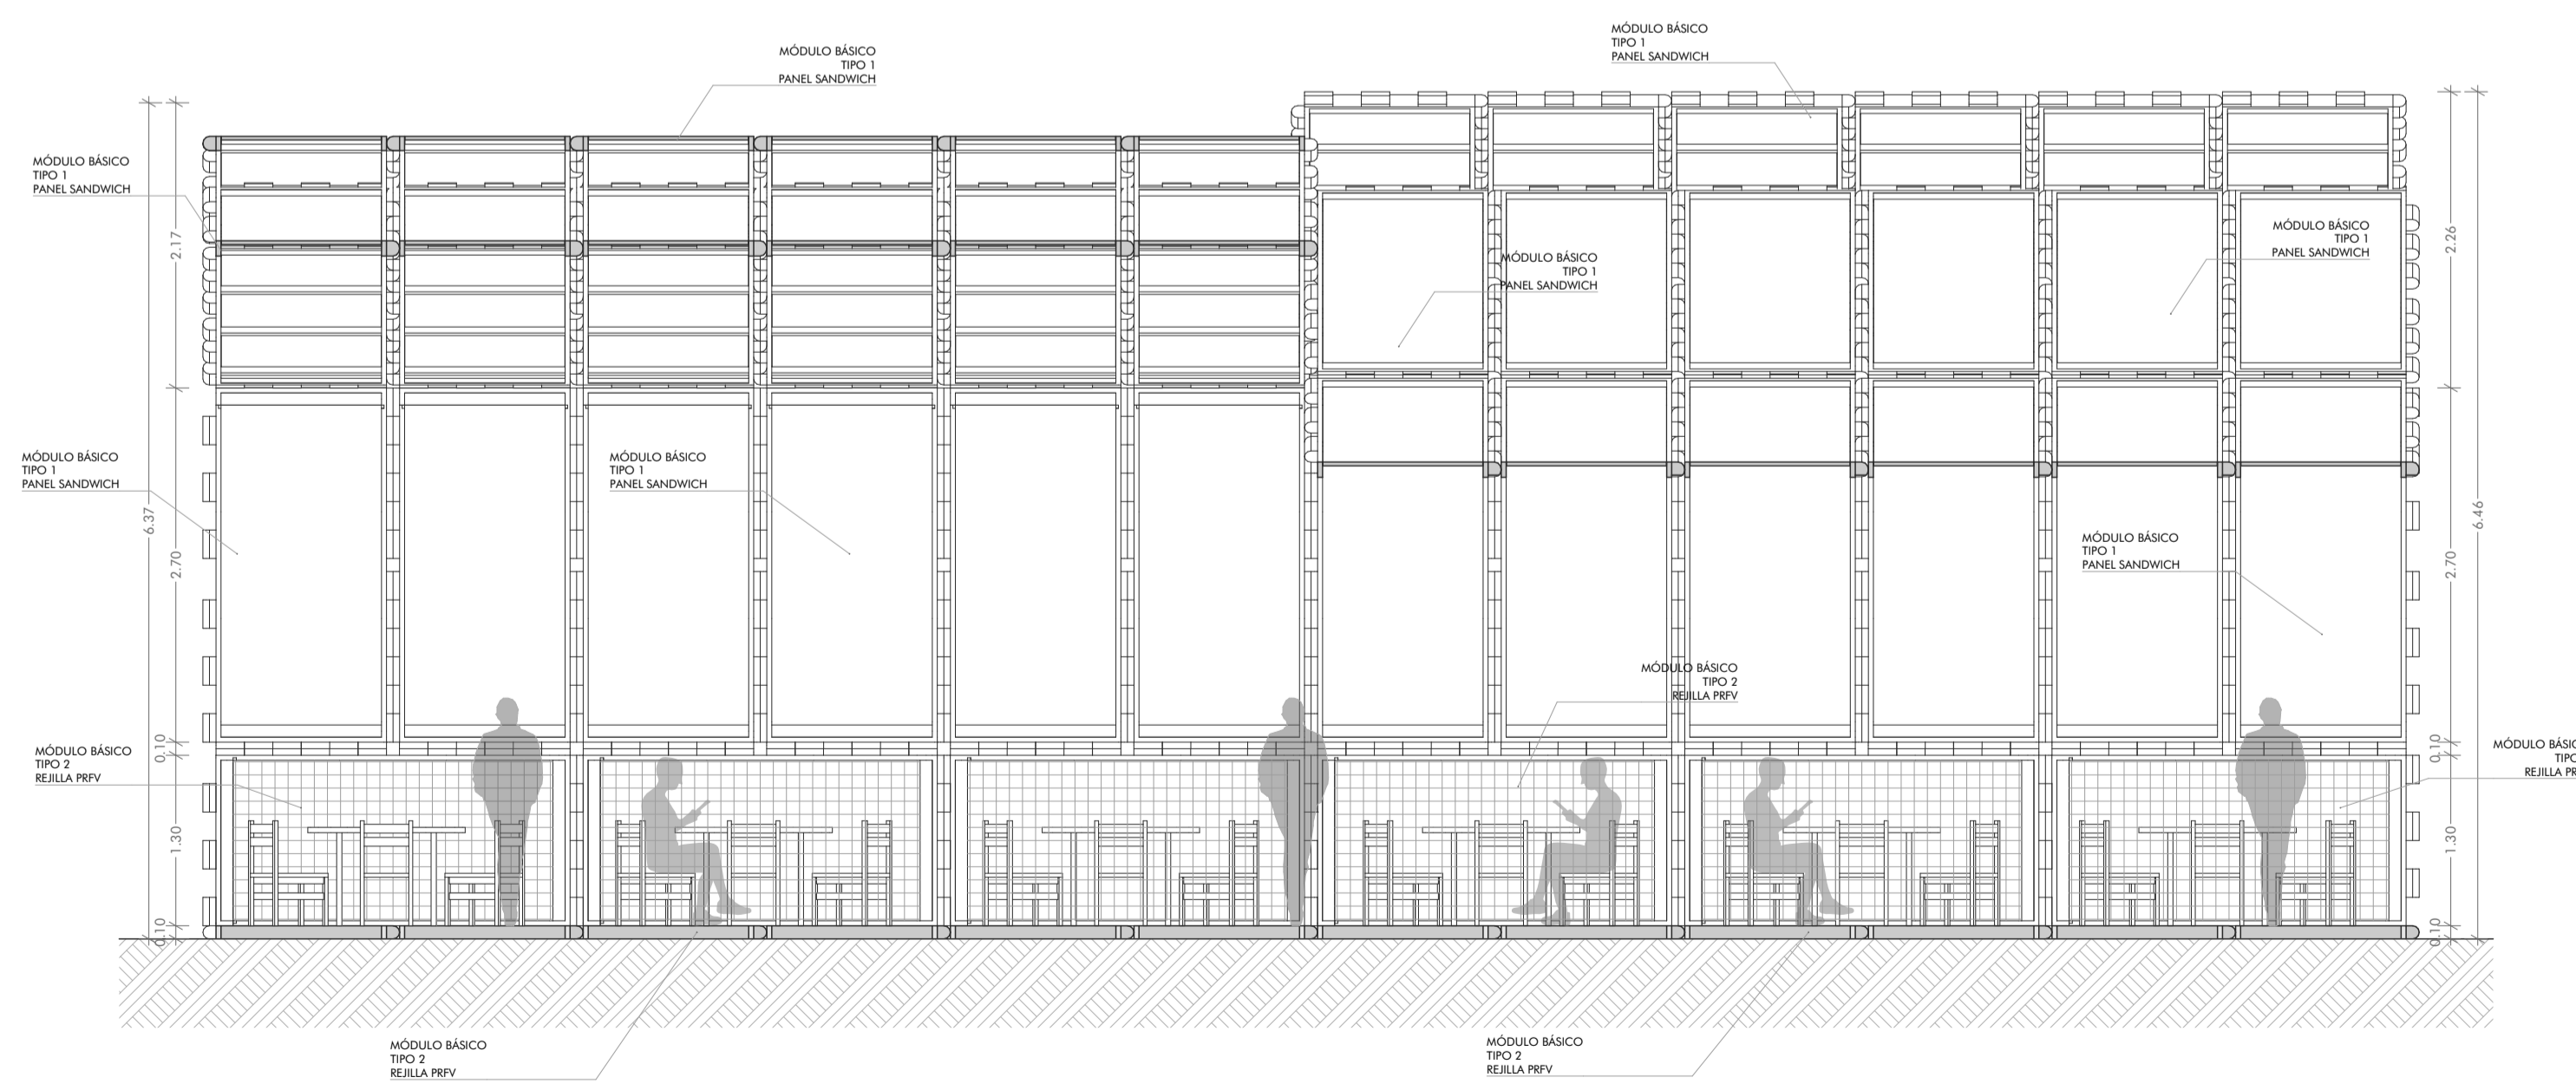 MÓDULO BÁSICO
TIPO 1
PANEL SANDWICH
MÓDULO BÁSICO
TIPO 1
PANEL SANDWICH
MÓDULO BÁSICO
TIPO 1
PANEL SANDWICH
MÓDULO BÁSICO
TIPO 1
PANEL SANDWICH
MÓDULO BÁSICO
TIPO 1
PANEL SANDWICH
MÓDULO BÁSICO
TIPO 1
PANEL SANDWICH
MÓDULO BÁSICO
TIPO 1
PANEL SANDWICH
MÓDULO BÁSICO
TIPO 1
PANEL SANDWICH
MÓDULO BÁSICO
TIPO 2
REJILLA PRFV
MÓDULO BÁSICO
TIPO 2
REJILLA PRFV
MÓDULO BÁSIC
TIPO
REJILLA PR
MÓDULO BÁSICO
TIPO 2
REJILLA PRFV
MÓDULO BÁSICO
TIPO 2
REJILLA PRFV
6.37
2.17
2.70
0.10
1.30
0.10
2.26
2.70
0.10
1.30
0.10
6.46